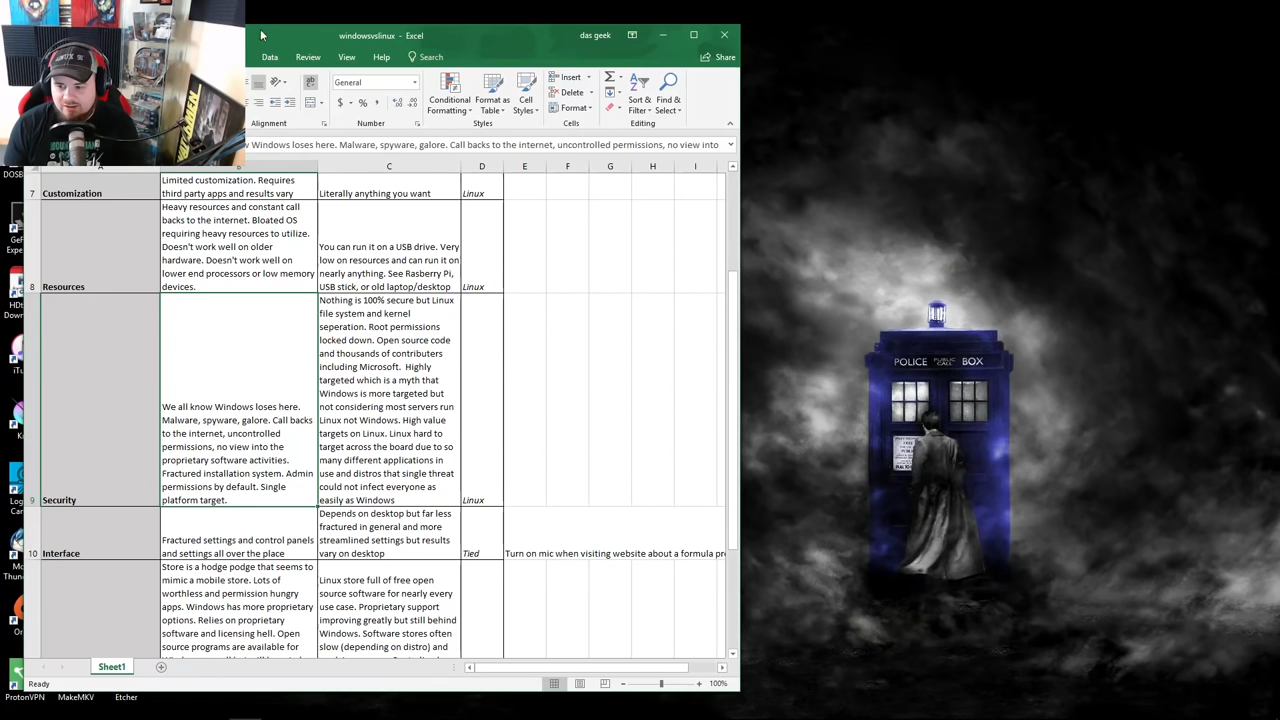 windowsvslinux - Excel
das geek
Data
Review
View
Help
Search
Share
General
Conditional
Formatting
Format as
Table
Cell
Styles
Insert
Delete
Format
Sort &
Filter
Find &
Select
Alignment
Number
Styles
Cells
Editing
Windows loses here. Malware, spyware, galore. Call backs to the internet, uncontrolled permissions, no view into
C
D
E
F
G
H
I
7
Customization
Limited customization. Requires
third party apps and results vary
Literally anything you want
Linux
8
Resources
Heavy resources and constant call
backs to the internet. Bloated OS
requiring heavy resources to utilize.
Doesn't work well on older
hardware. Doesn't work well on
lower end processors or low memory
devices.
You can run it on a USB drive. Very
low on resources and can run it on
nearly anything. See Rasberry Pi,
USB stick, or old laptop/desktop
Linux
9
Security
We all know Windows loses here.
Malware, spyware, galore. Call backs
to the internet, uncontrolled
permissions, no view into the
proprietary software activities.
Fractured installation system. Admin
permissions by default. Single
platform target.
Nothing is 100% secure but Linux
file system and kernel
seperation. Root permissions
locked down. Open source code
and thousands of contributers
including Microsoft. Highly
targeted which is a myth that
Windows is more targeted but
not considering most servers run
Linux not Windows. High value
targets on Linux. Linux hard to
target across the board due to so
many different applications in
use and distros that single threat
could not infect everyone as
easily as Windows
Linux
10
Interface
Fractured settings and control panels
and settings all over the place
Depends on desktop but far less
fractured in general and more
streamlined settings but results
vary on desktop
Tied
Turn on mic when visiting website about a formula pr
Store is a hodge podge that seems to
mimic a mobile store. Lots of
worthless and permission hungry
apps. Windows has more proprietary
options. Relies on proprietary
software and licensing hell. Open
source programs are available for
Linux store full of free open
source software for nearly every
use case. Proprietary support
improving greatly but still behind
Windows. Software stores often
slow (depending on distro) and
Sheet1
Ready
100%
ProtonVPN
MakeMKV
Etcher
POLICE PUBLIC CALL BOX